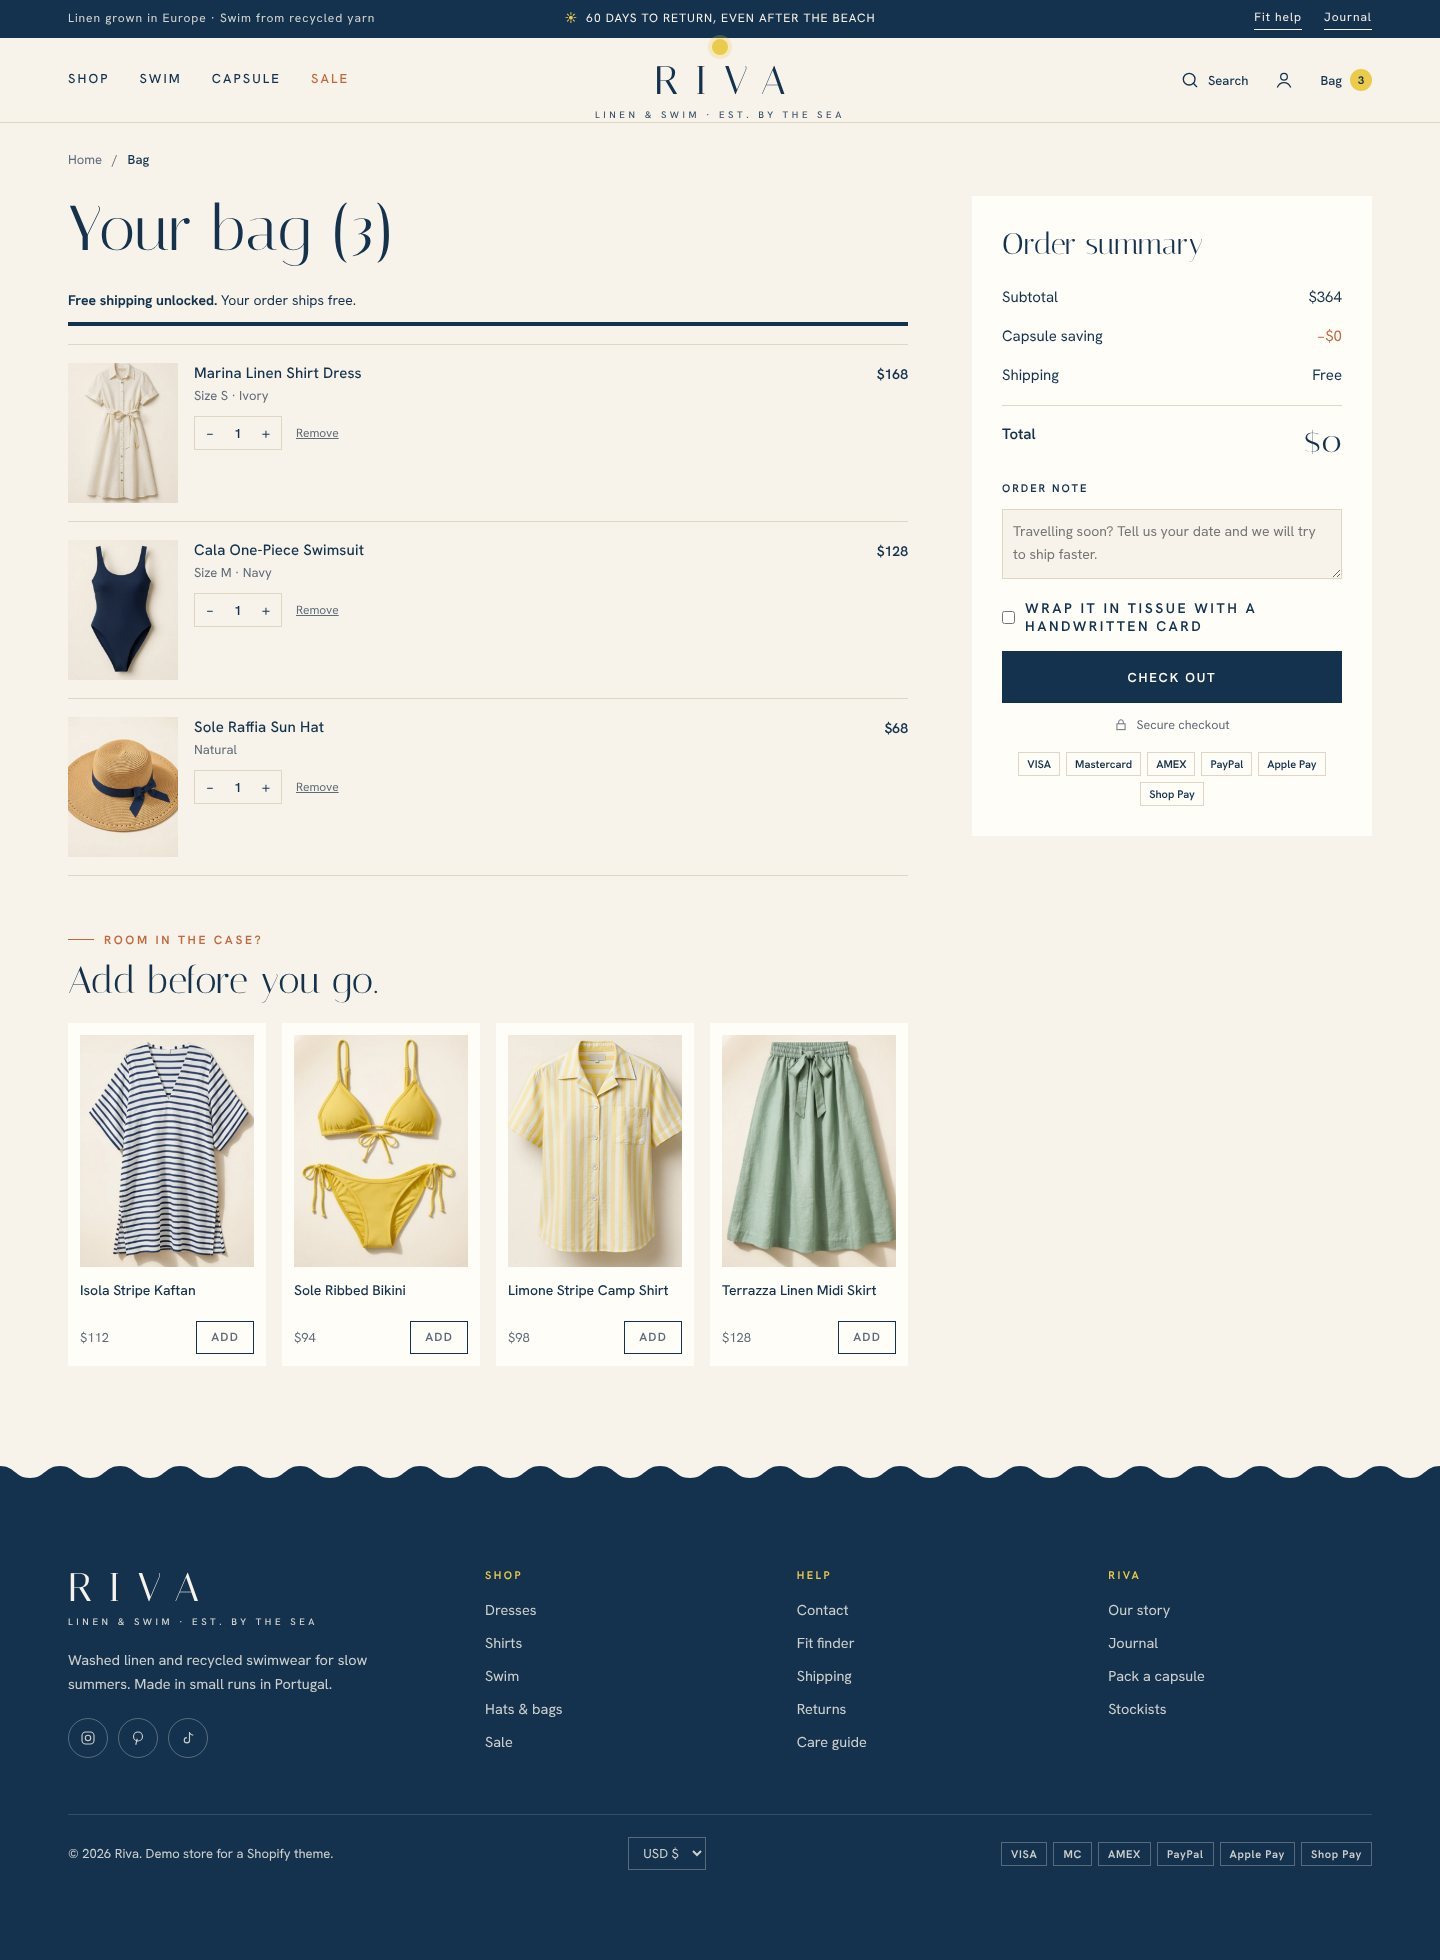 Linen grown in Europe · Swim from recycled yarn
60 DAYS TO RETURN, EVEN AFTER THE BEACH
Fit help
Journal
SHOP
SWIM
CAPSULE
SALE
RIVA
LINEN & SWIM · EST. BY THE SEA
Search
Bag 3
Home / Bag
Your bag (3)
Free shipping unlocked. Your order ships free.
Marina Linen Shirt Dress
$168
Size S · Ivory
− 1 +
Remove
Cala One-Piece Swimsuit
$128
Size M · Navy
− 1 +
Remove
Sole Raffia Sun Hat
$68
Natural
− 1 +
Remove
Order summary
Subtotal
$364
Capsule saving
−$0
Shipping
Free
Total
$0
ORDER NOTE
Travelling soon? Tell us your date and we will try
to ship faster.
WRAP IT IN TISSUE WITH A
HANDWRITTEN CARD
CHECK OUT
Secure checkout
VISA
Mastercard
AMEX
PayPal
Apple Pay
Shop Pay
ROOM IN THE CASE?
Add before you go.
Isola Stripe Kaftan
$112
ADD
Sole Ribbed Bikini
$94
ADD
Limone Stripe Camp Shirt
$98
ADD
Terrazza Linen Midi Skirt
$128
ADD
RIVA
LINEN & SWIM · EST. BY THE SEA
Washed linen and recycled swimwear for slow
summers. Made in small runs in Portugal.
SHOP
Dresses
Shirts
Swim
Hats & bags
Sale
HELP
Contact
Fit finder
Shipping
Returns
Care guide
RIVA
Our story
Journal
Pack a capsule
Stockists
© 2026 Riva. Demo store for a Shopify theme.
USD $
VISA
MC
AMEX
PayPal
Apple Pay
Shop Pay